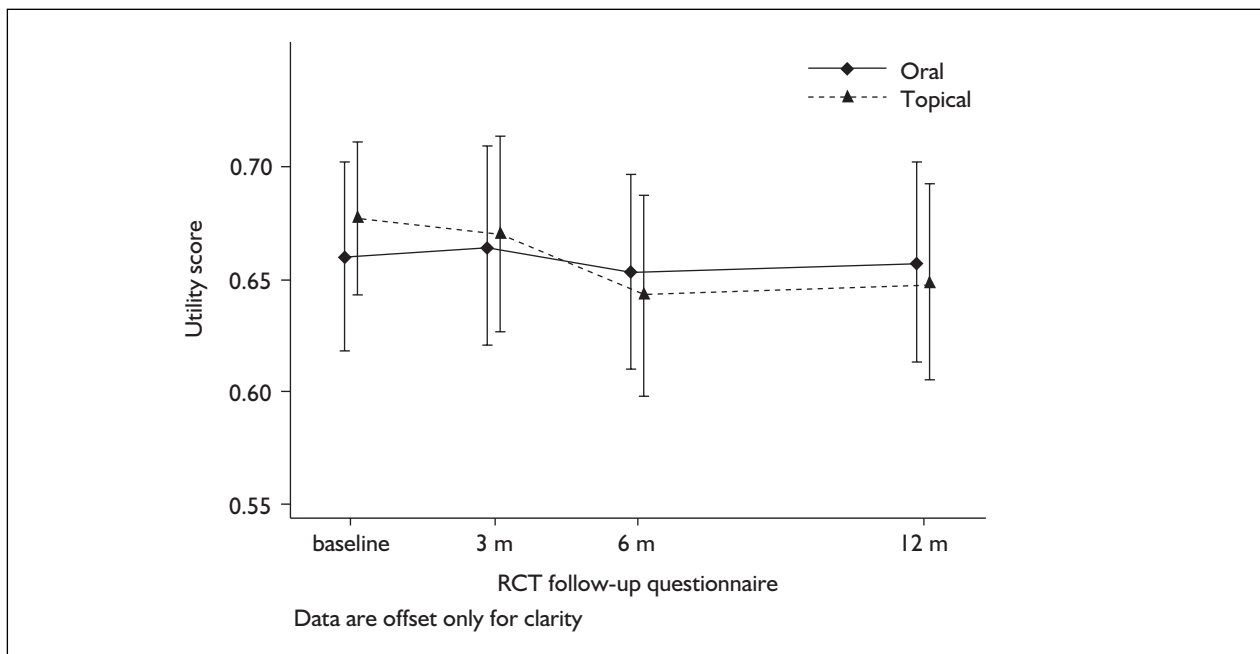 Oral
Topical
0.70
0.65
0.60
0.55
Utility score
baseline 3 m 6 m 12 m
RCT follow-up questionnaire
Data are offset only for clarity